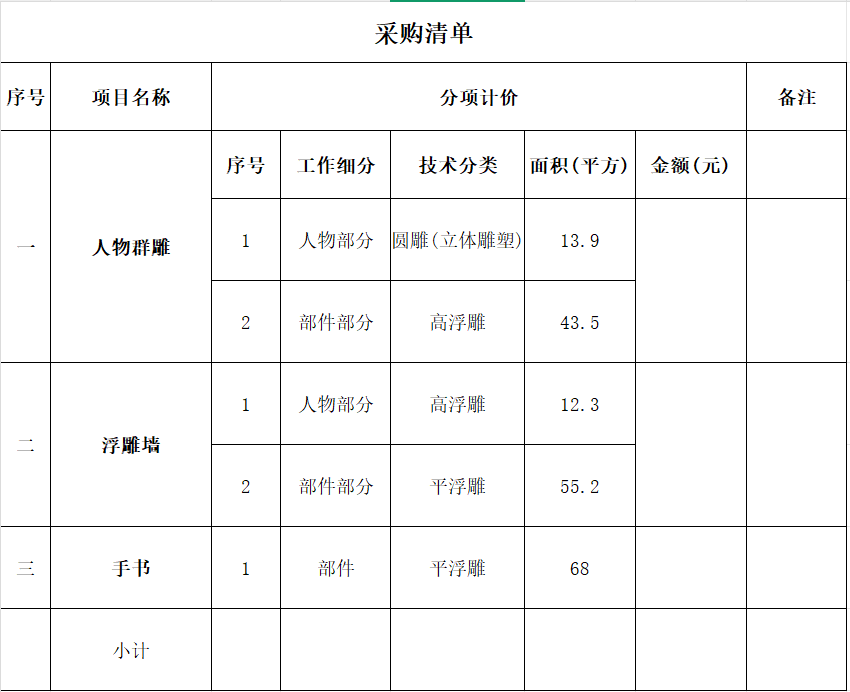 采购清单
序号 项目名称 分项计价 备注
序号 工作细分 技术分类 面积(平方) 金额(元)
一 人物群雕
1 人物部分 圆雕(立体雕塑) 13.9
2 部件部分 高浮雕 43.5
二 浮雕墙
1 人物部分 高浮雕 12.3
2 部件部分 平浮雕 55.2
三 手书 1 部件 平浮雕 68
小计